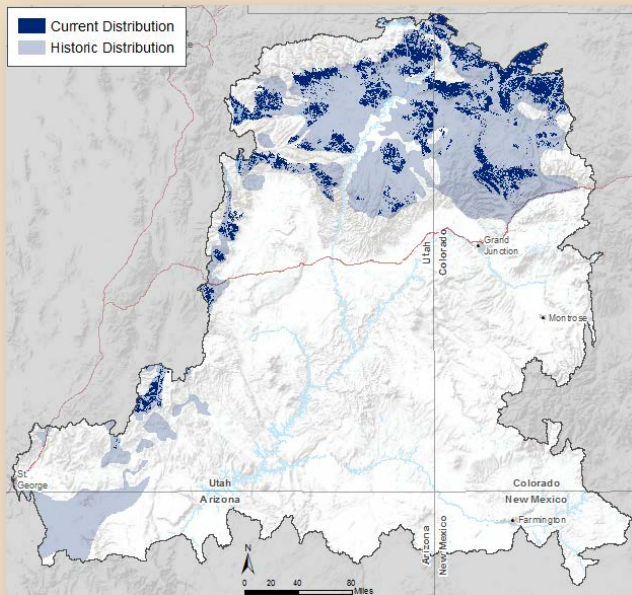 Current Distribution
Historic Distribution
Utah
Colorado
Grand
Junction
Montrose
St.
George
Utah
Arizona
Colorado
New Mexico
Farmington
Arizona
New Mexico
N
0 20 40 80
Miles